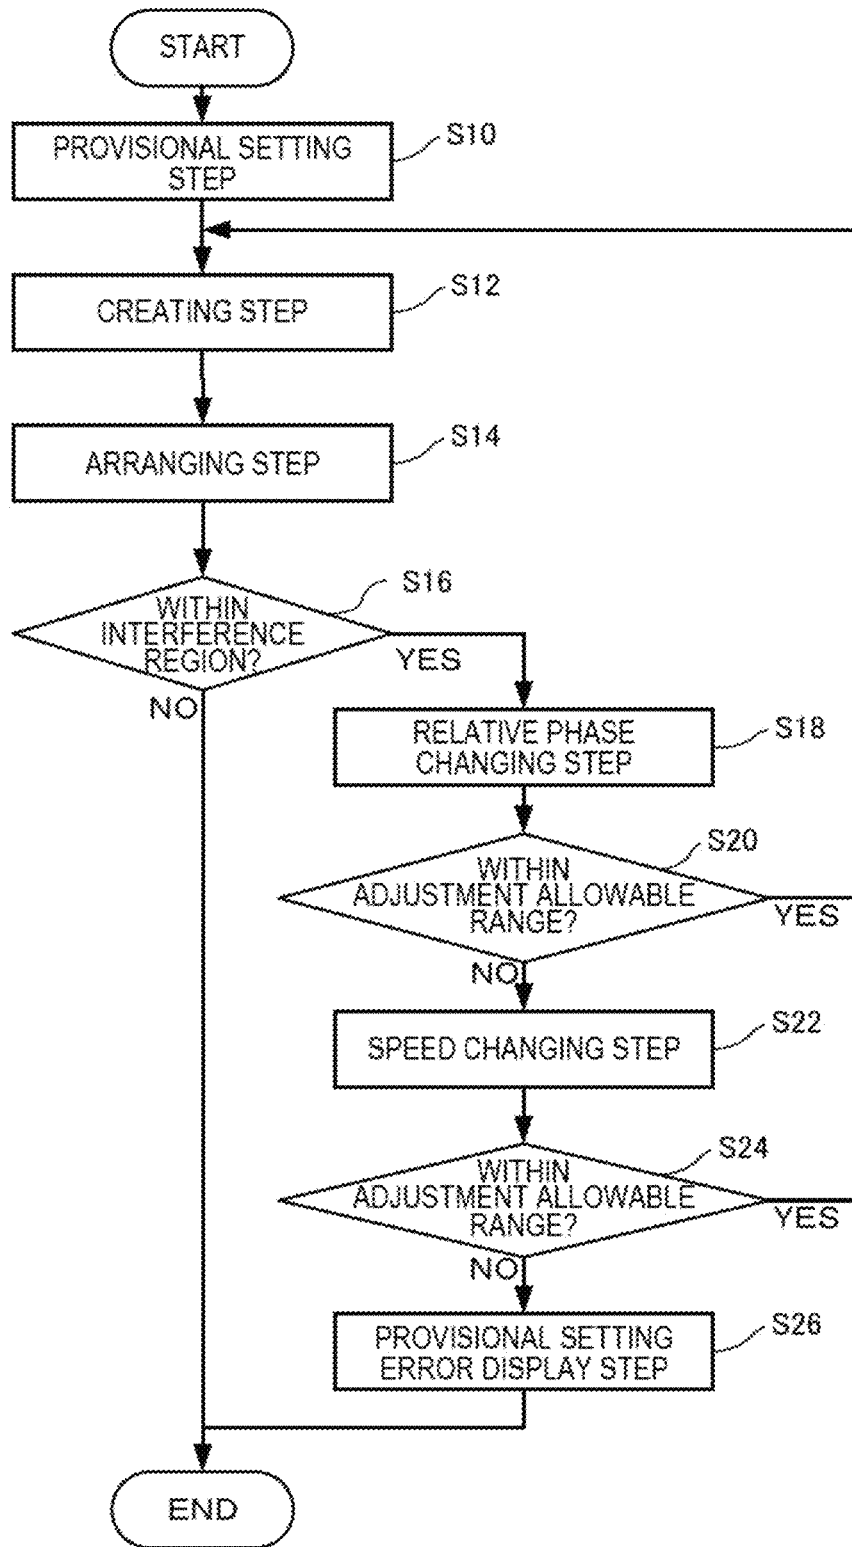 START
PROVISIONAL SETTING
STEP
S10
CREATING STEP
S12
ARRANGING STEP
S14
WITHIN
INTERFERENCE
REGION?
S16
YES
NO
RELATIVE PHASE
CHANGING STEP
S18
WITHIN
ADJUSTMENT ALLOWABLE
RANGE?
S20
YES
NO
SPEED CHANGING STEP
S22
WITHIN
ADJUSTMENT ALLOWABLE
RANGE?
S24
YES
NO
PROVISIONAL SETTING
ERROR DISPLAY STEP
S26
END